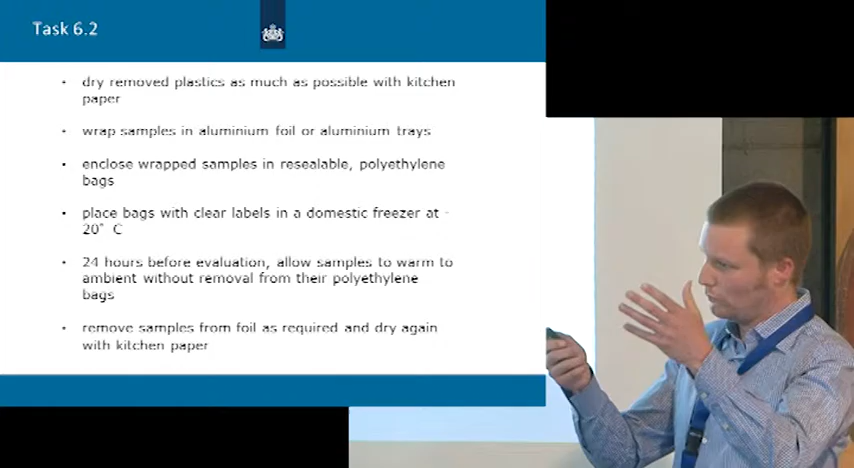 Task 6.2
• dry removed plastics as much as possible with kitchen
paper
• wrap samples in aluminium foil or aluminium trays
• enclose wrapped samples in resealable, polyethylene
bags
• place bags with clear labels in a domestic freezer at -
20° C
• 24 hours before evaluation, allow samples to warm to
ambient without removal from their polyethylene
bags
• remove samples from foil as required and dry again
with kitchen paper